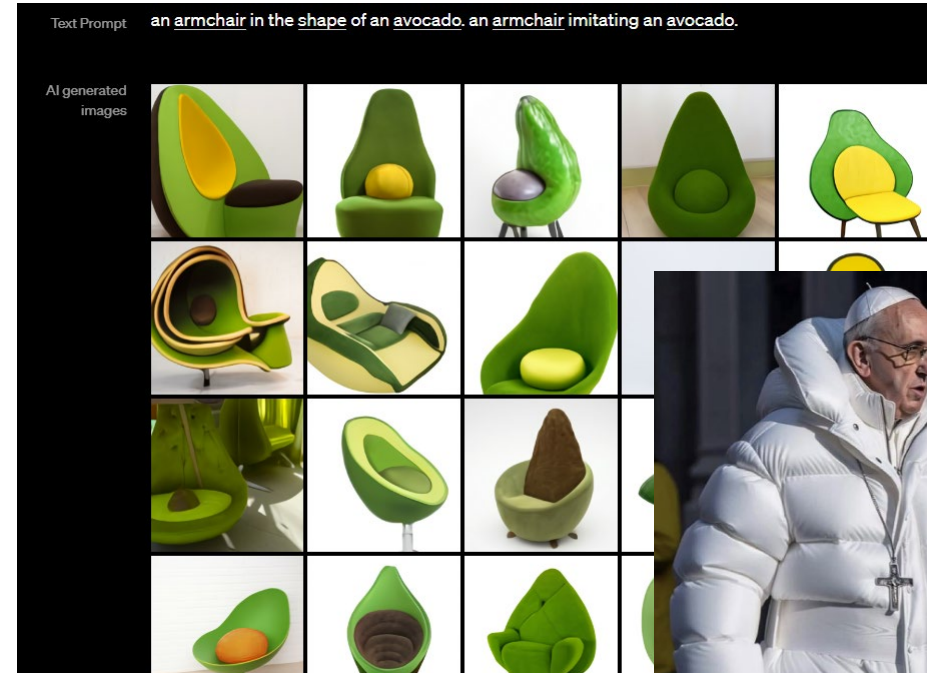 Text Prompt
an armchair in the shape of an avocado. an armchair imitating an avocado.
AI generated
images